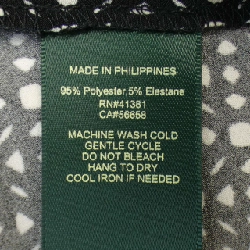 MADE IN PHILIPPINES
95% Polyester 5% Elastane
RN#41381
CA#56858
MACHINE WASH COLD
GENTLE CYCLE
DO NOT BLEACH
HANG TO DRY
COOL IRON IF NEEDED